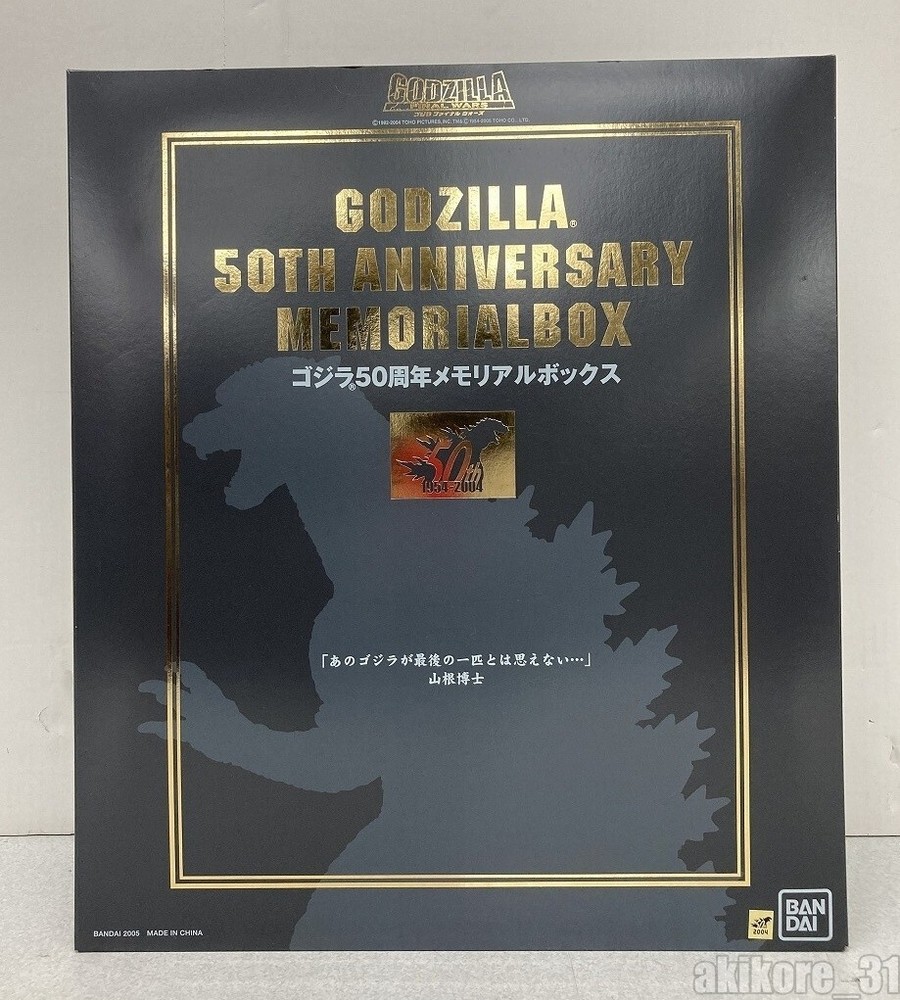 GODZILLA
FINAL WARS
ゴジラ ファイナル ウォーズ
GODZILLA®
50TH ANNIVERSARY
MEMORIALBOX
ゴジラ®50周年メモリアルボックス
50th
1954-2004
「あのゴジラが最後の一匹とは思えない…」
山根博士
BANDAI 2005 MADE IN CHINA
50
2004
BAN
DAI
akikore_31